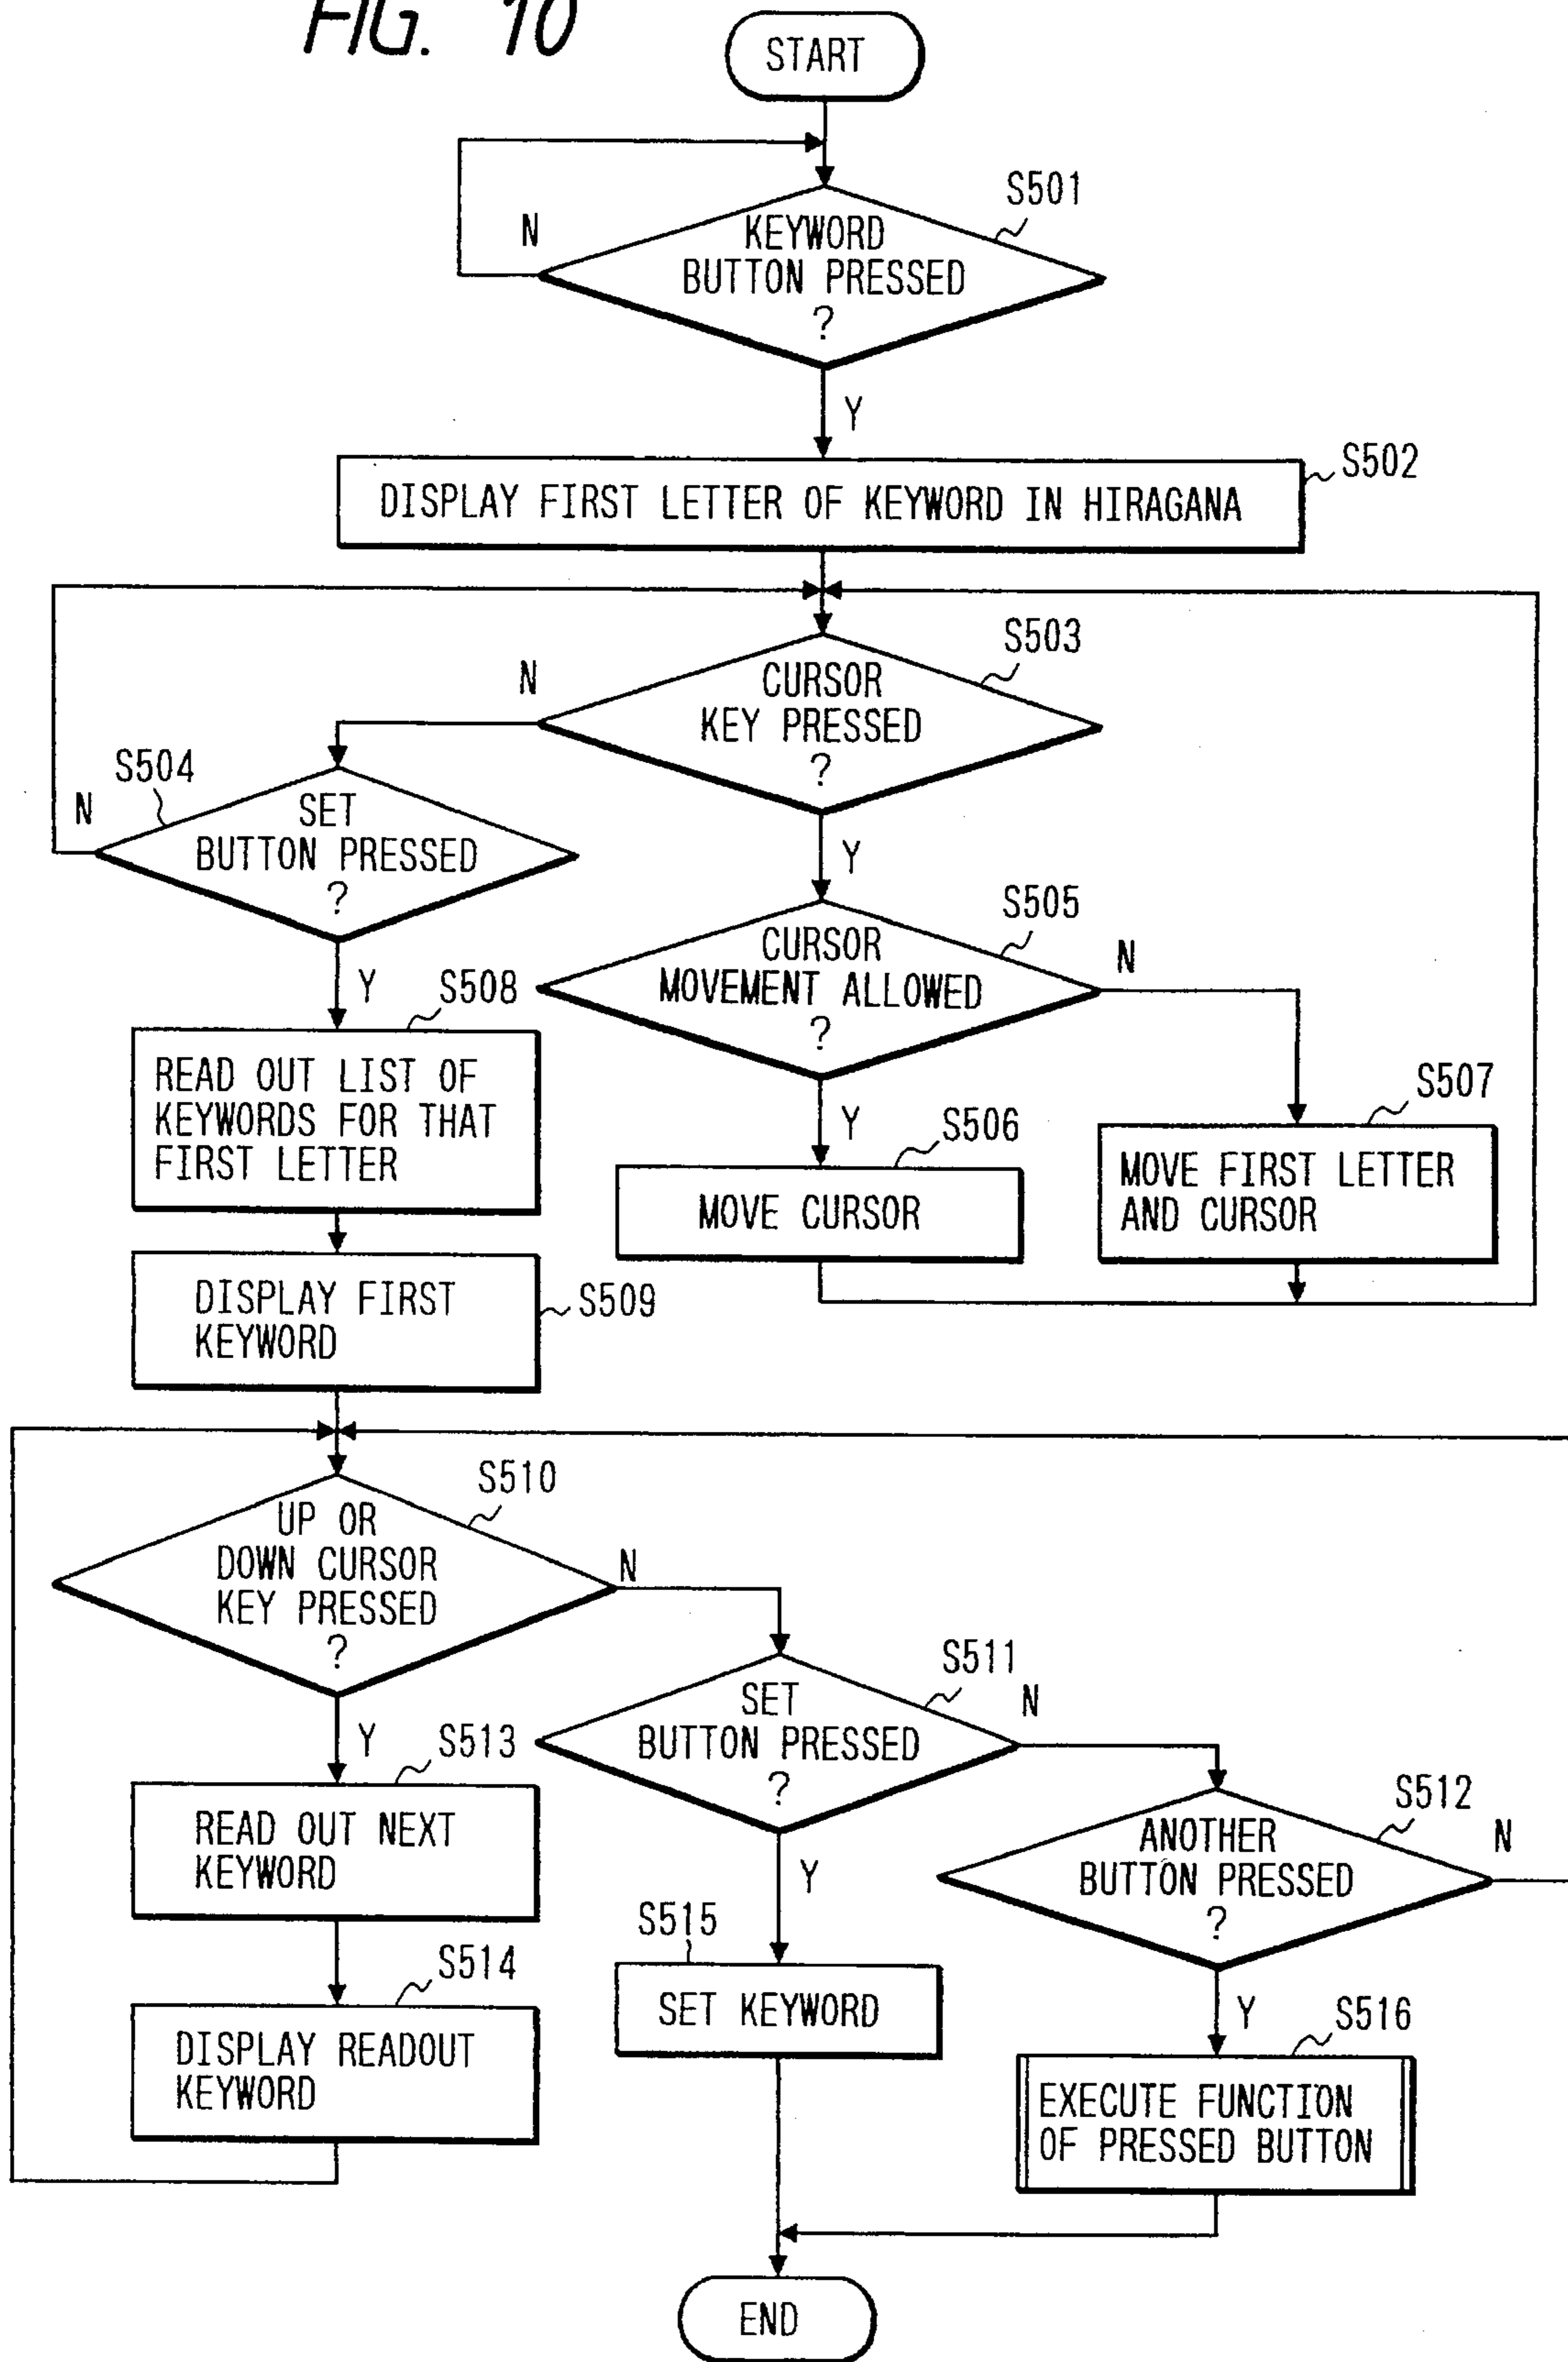 FIG. 10
START
S501
N
KEYWORD
BUTTON PRESSED
?
Y
S502
DISPLAY FIRST LETTER OF KEYWORD IN HIRAGANA
S503
N
CURSOR
KEY PRESSED
?
S504
N
SET
BUTTON PRESSED
?
Y
S505
CURSOR
MOVEMENT ALLOWED
?
N
Y
S508
READ OUT LIST OF
KEYWORDS FOR THAT
FIRST LETTER
Y
S506
MOVE CURSOR
S507
MOVE FIRST LETTER
AND CURSOR
DISPLAY FIRST
KEYWORD
S509
S510
UP OR
DOWN CURSOR
KEY PRESSED
?
N
S511
SET
BUTTON PRESSED
?
N
Y
S513
READ OUT NEXT
KEYWORD
S512
ANOTHER
BUTTON PRESSED
?
N
Y
S515
SET KEYWORD
S514
DISPLAY READOUT
KEYWORD
Y
S516
EXECUTE FUNCTION
OF PRESSED BUTTON
END